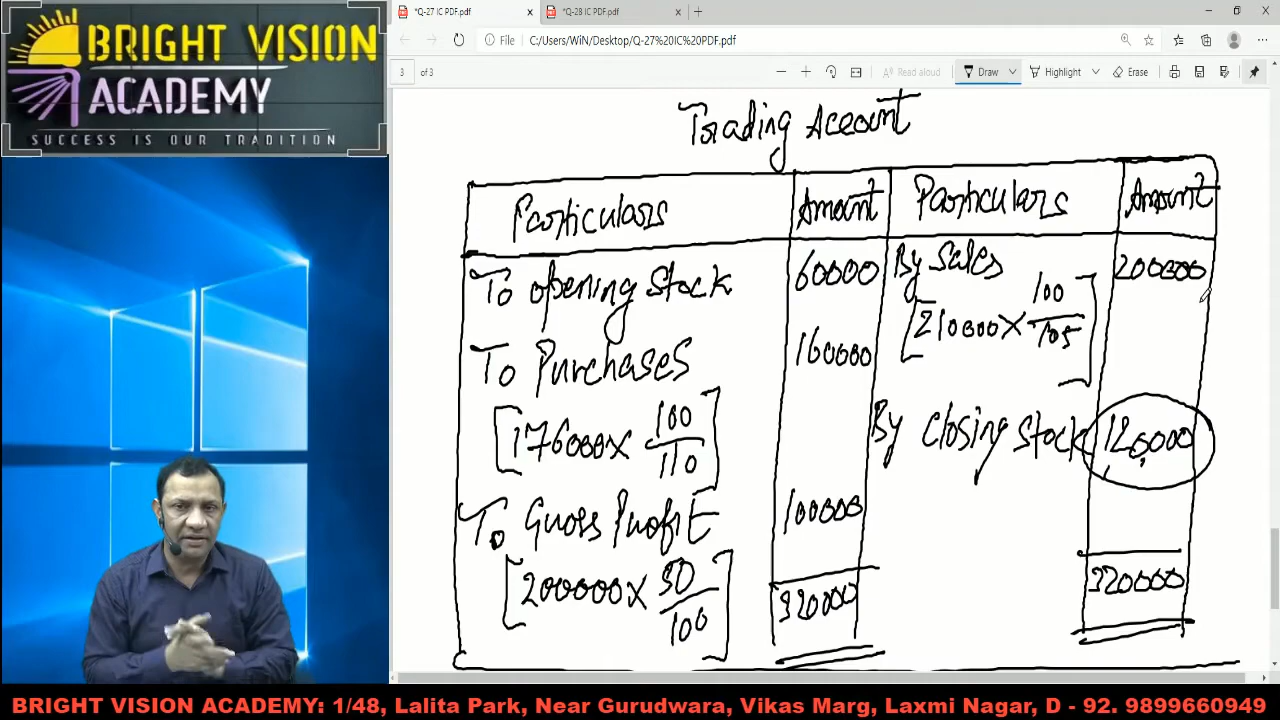 *Q-27 IC PDF.pdf
*Q-28 IC PDF.pdf
BRIGHT VISION
ACADEMY
SUCCESS IS OUR TRADITION
File C:/Users/WiN/Desktop/Q-27%20IC%20PDF.pdf
3 of 3
Read aloud Draw Highlight Erase
Trading Account
Particulars Amount Particulars Amount
To opening Stock 60000 By Sales 200000
[210000 × 100/105]
To Purchases 160000
[176000 × 100/110]
By Closing Stock 120,000
To Gross Profit 100000
[200000 × 50/100]
320000 320000
BRIGHT VISION ACADEMY: 1/48, Lalita Park, Near Gurudwara, Vikas Marg, Laxmi Nagar, D - 92. 9899660949